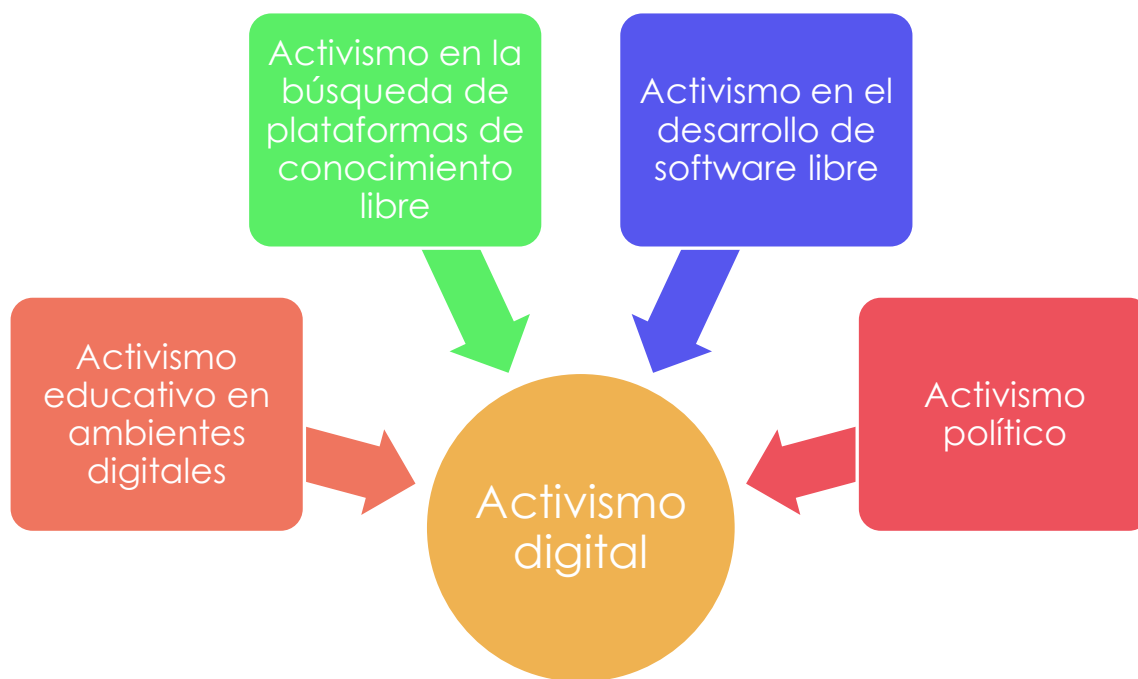 Activismo en la
búsqueda de
plataformas de
conocimiento
libre
Activismo en el
desarrollo de
software libre
Activismo
educativo en
ambientes
digitales
Activismo
político
Activismo
digital